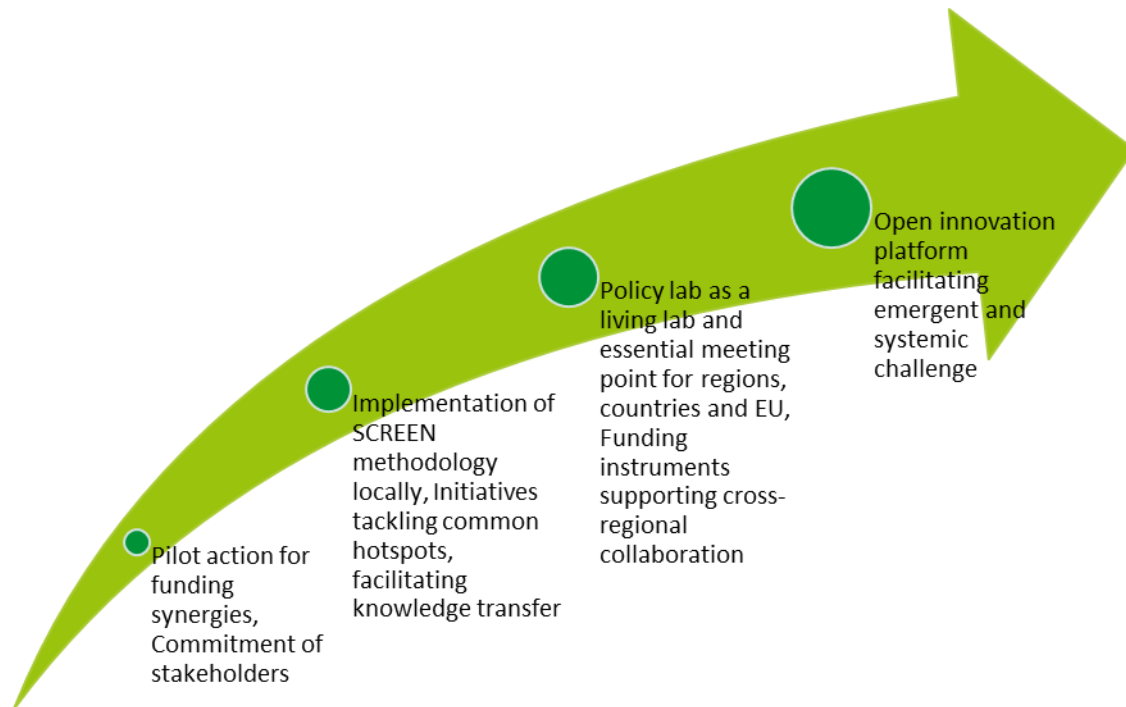 Pilot action for
funding
synergies,
Commitment of
stakeholders
Implementation of
SCREEN
methodology
locally, Initiatives
tackling common
hotspots,
facilitating
knowledge transfer
Policy lab as a
living lab and
essential meeting
point for regions,
countries and EU,
Funding
instruments
supporting cross-
regional
collaboration
Open innovation
platform
facilitating
emergent and
systemic
challenge